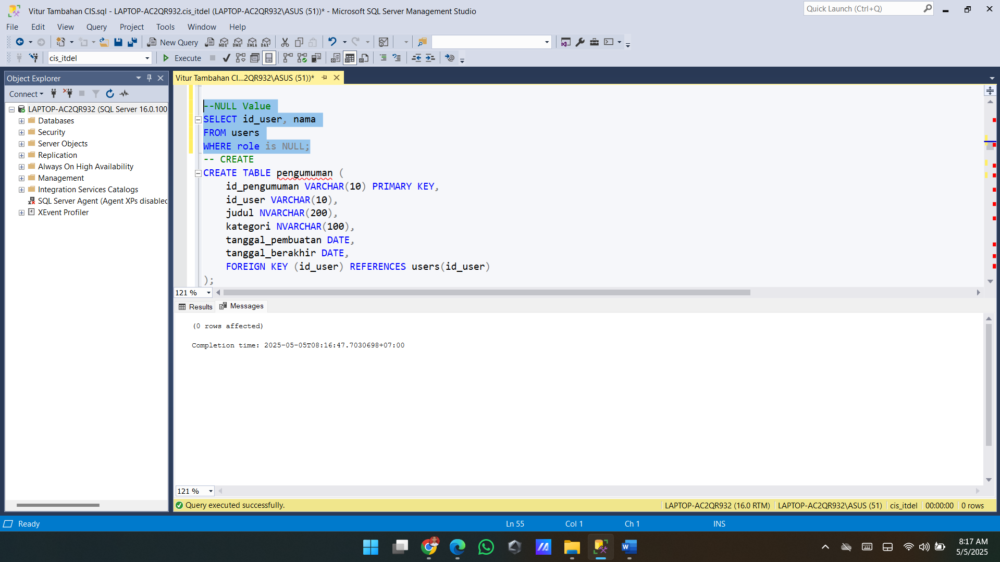 Vitur Tambahan CIS.sql - LAPTOP-AC2QR932.cis_itdel (LAPTOP-AC2QR932\ASUS (51))* - Microsoft SQL Server Management Studio
Quick Launch (Ctrl+Q)
File Edit View Query Project Tools Window Help
New Query
MDX DMX XMLA DAX
cis_itdel
Execute
Object Explorer
Vitur Tambahan CI...2QR932\ASUS (51))*
Connect
LAPTOP-AC2QR932 (SQL Server 16.0.100
Databases
Security
Server Objects
Replication
Always On High Availability
Management
Integration Services Catalogs
SQL Server Agent (Agent XPs disabled
XEvent Profiler
--NULL Value
SELECT id_user, nama
FROM users
WHERE role is NULL;
-- CREATE
CREATE TABLE pengumuman (
id_pengumuman VARCHAR(10) PRIMARY KEY,
id_user VARCHAR(10),
judul NVARCHAR(200),
kategori NVARCHAR(100),
tanggal_pembuatan DATE,
tanggal_berakhir DATE,
FOREIGN KEY (id_user) REFERENCES users(id_user)
);
121 %
Results Messages
(0 rows affected)
Completion time: 2025-05-05T08:16:47.7030698+07:00
121 %
Query executed successfully.
LAPTOP-AC2QR932 (16.0 RTM) LAPTOP-AC2QR932\ASUS (51) cis_itdel 00:00:00 0 rows
Ready
Ln 55 Col 1 Ch 1 INS
8:17 AM
5/5/2025